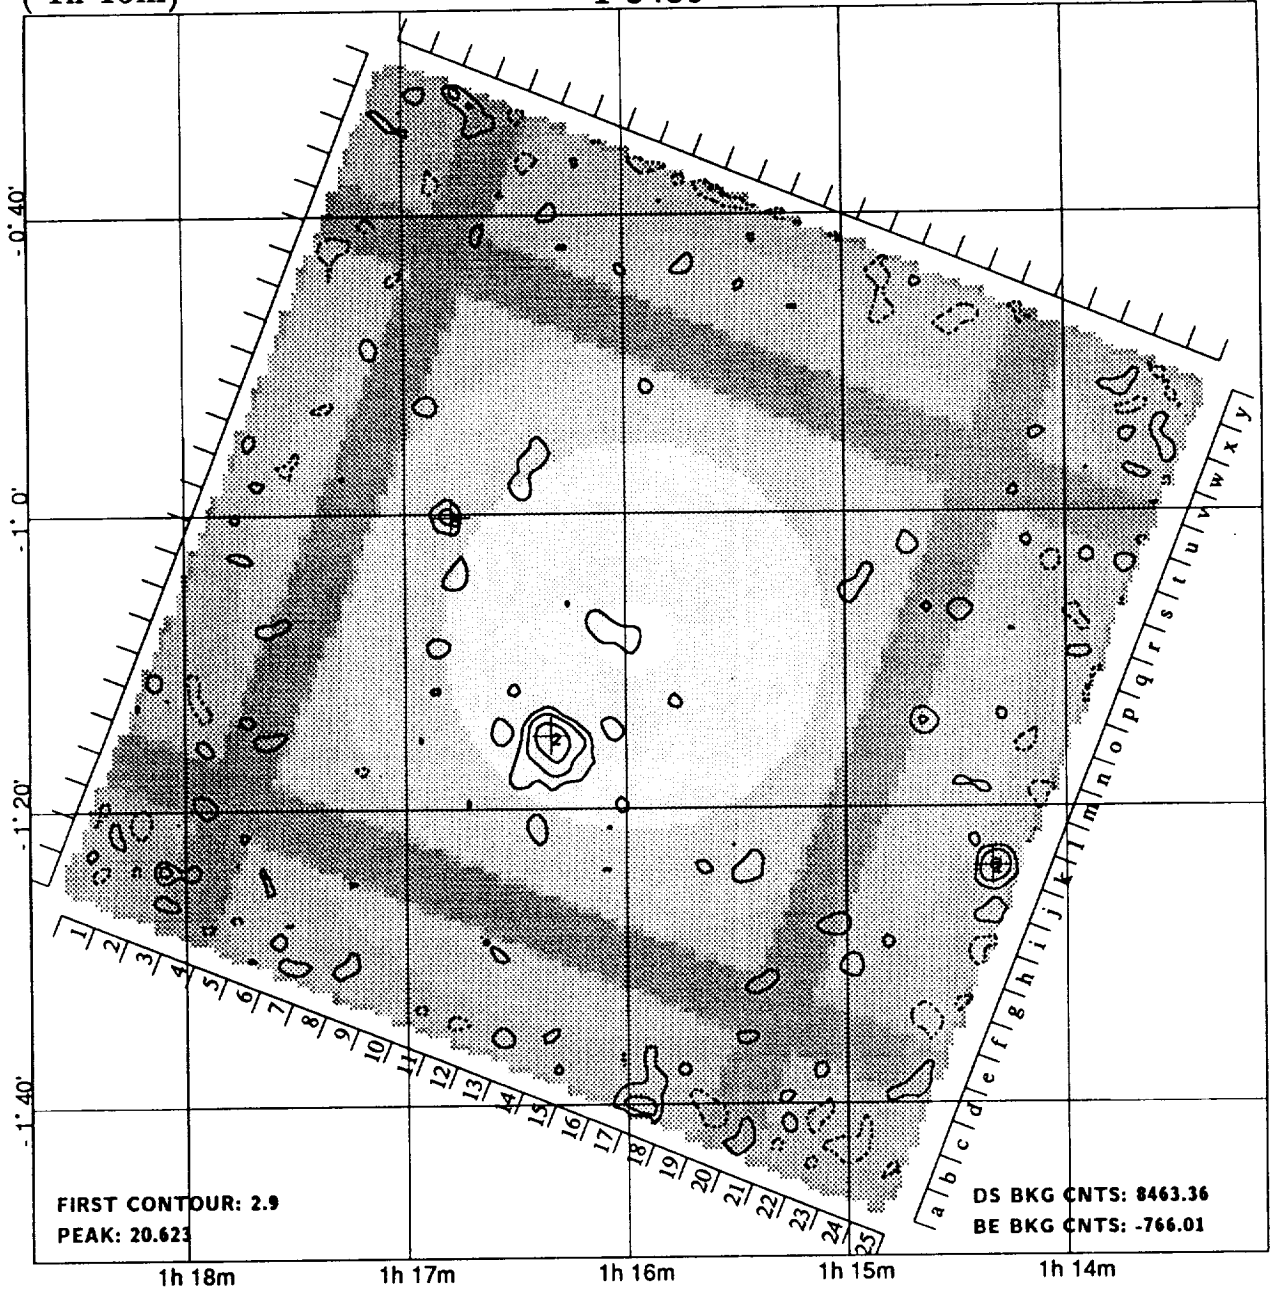 - 0° 40'
- 1° 0'
- 1° 20'
- 1° 40'
2
y
x
w
v
u
t
s
r
q
p
o
n
m
l
k
j
i
h
g
f
e
d
c
b
a
1 2 3 4 5 6 7 8 9 10 11 12 13 14 15 16 17 18 19 20 21 22 23 24 25
FIRST CONTOUR: 2.9
PEAK: 20.623
DS BKG CNTS: 8463.36
BE BKG CNTS: -766.01
1h 18m 1h 17m 1h 16m 1h 15m 1h 14m